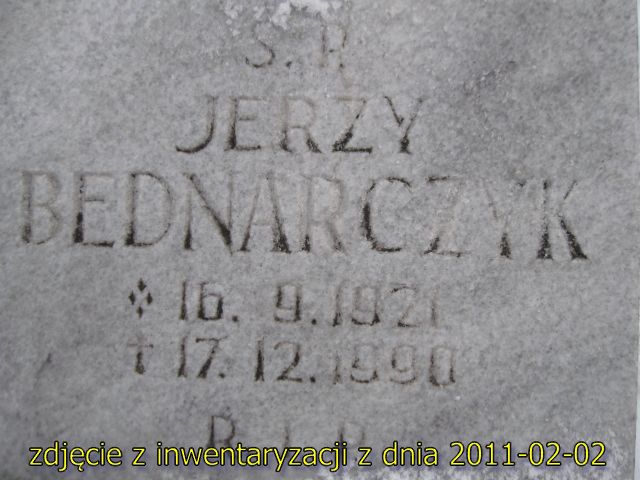 Ś.P.
JERZY
BEDNARCZYK
16.9.1921
† 17.12.1990
R.I.P.
zdjęcie z inwentaryzacji z dnia 2011-02-02